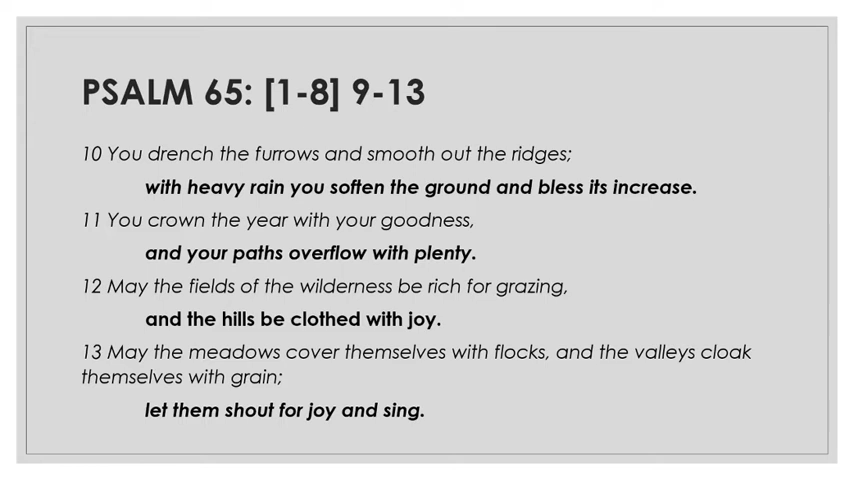 PSALM 65: [1-8] 9-13
10 You drench the furrows and smooth out the ridges;
with heavy rain you soften the ground and bless its increase.
11 You crown the year with your goodness,
and your paths overflow with plenty.
12 May the fields of the wilderness be rich for grazing,
and the hills be clothed with joy.
13 May the meadows cover themselves with flocks, and the valleys cloak
themselves with grain;
let them shout for joy and sing.